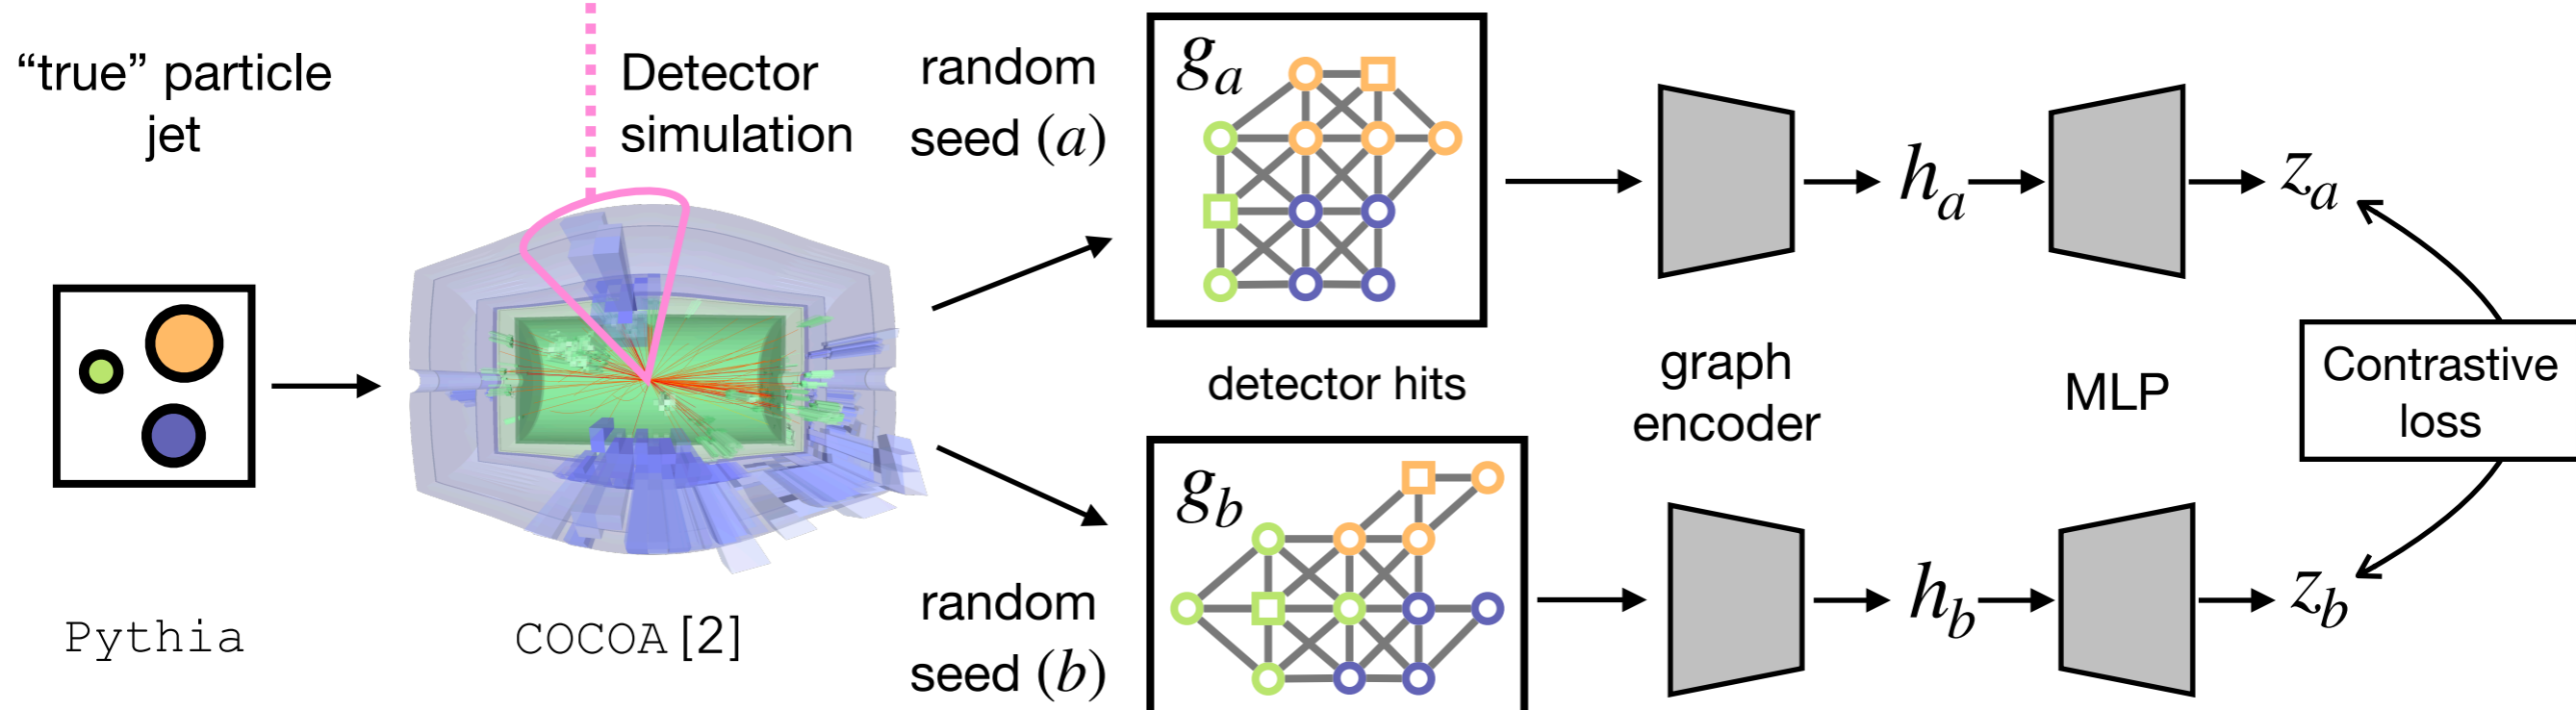 “true” particle
jet
Pythia
Detector
simulation
COCOA [2]
random
seed (a)
random
seed (b)
g_a
detector hits
g_b
graph
encoder
h_a
h_b
MLP
z_a
z_b
Contrastive
loss